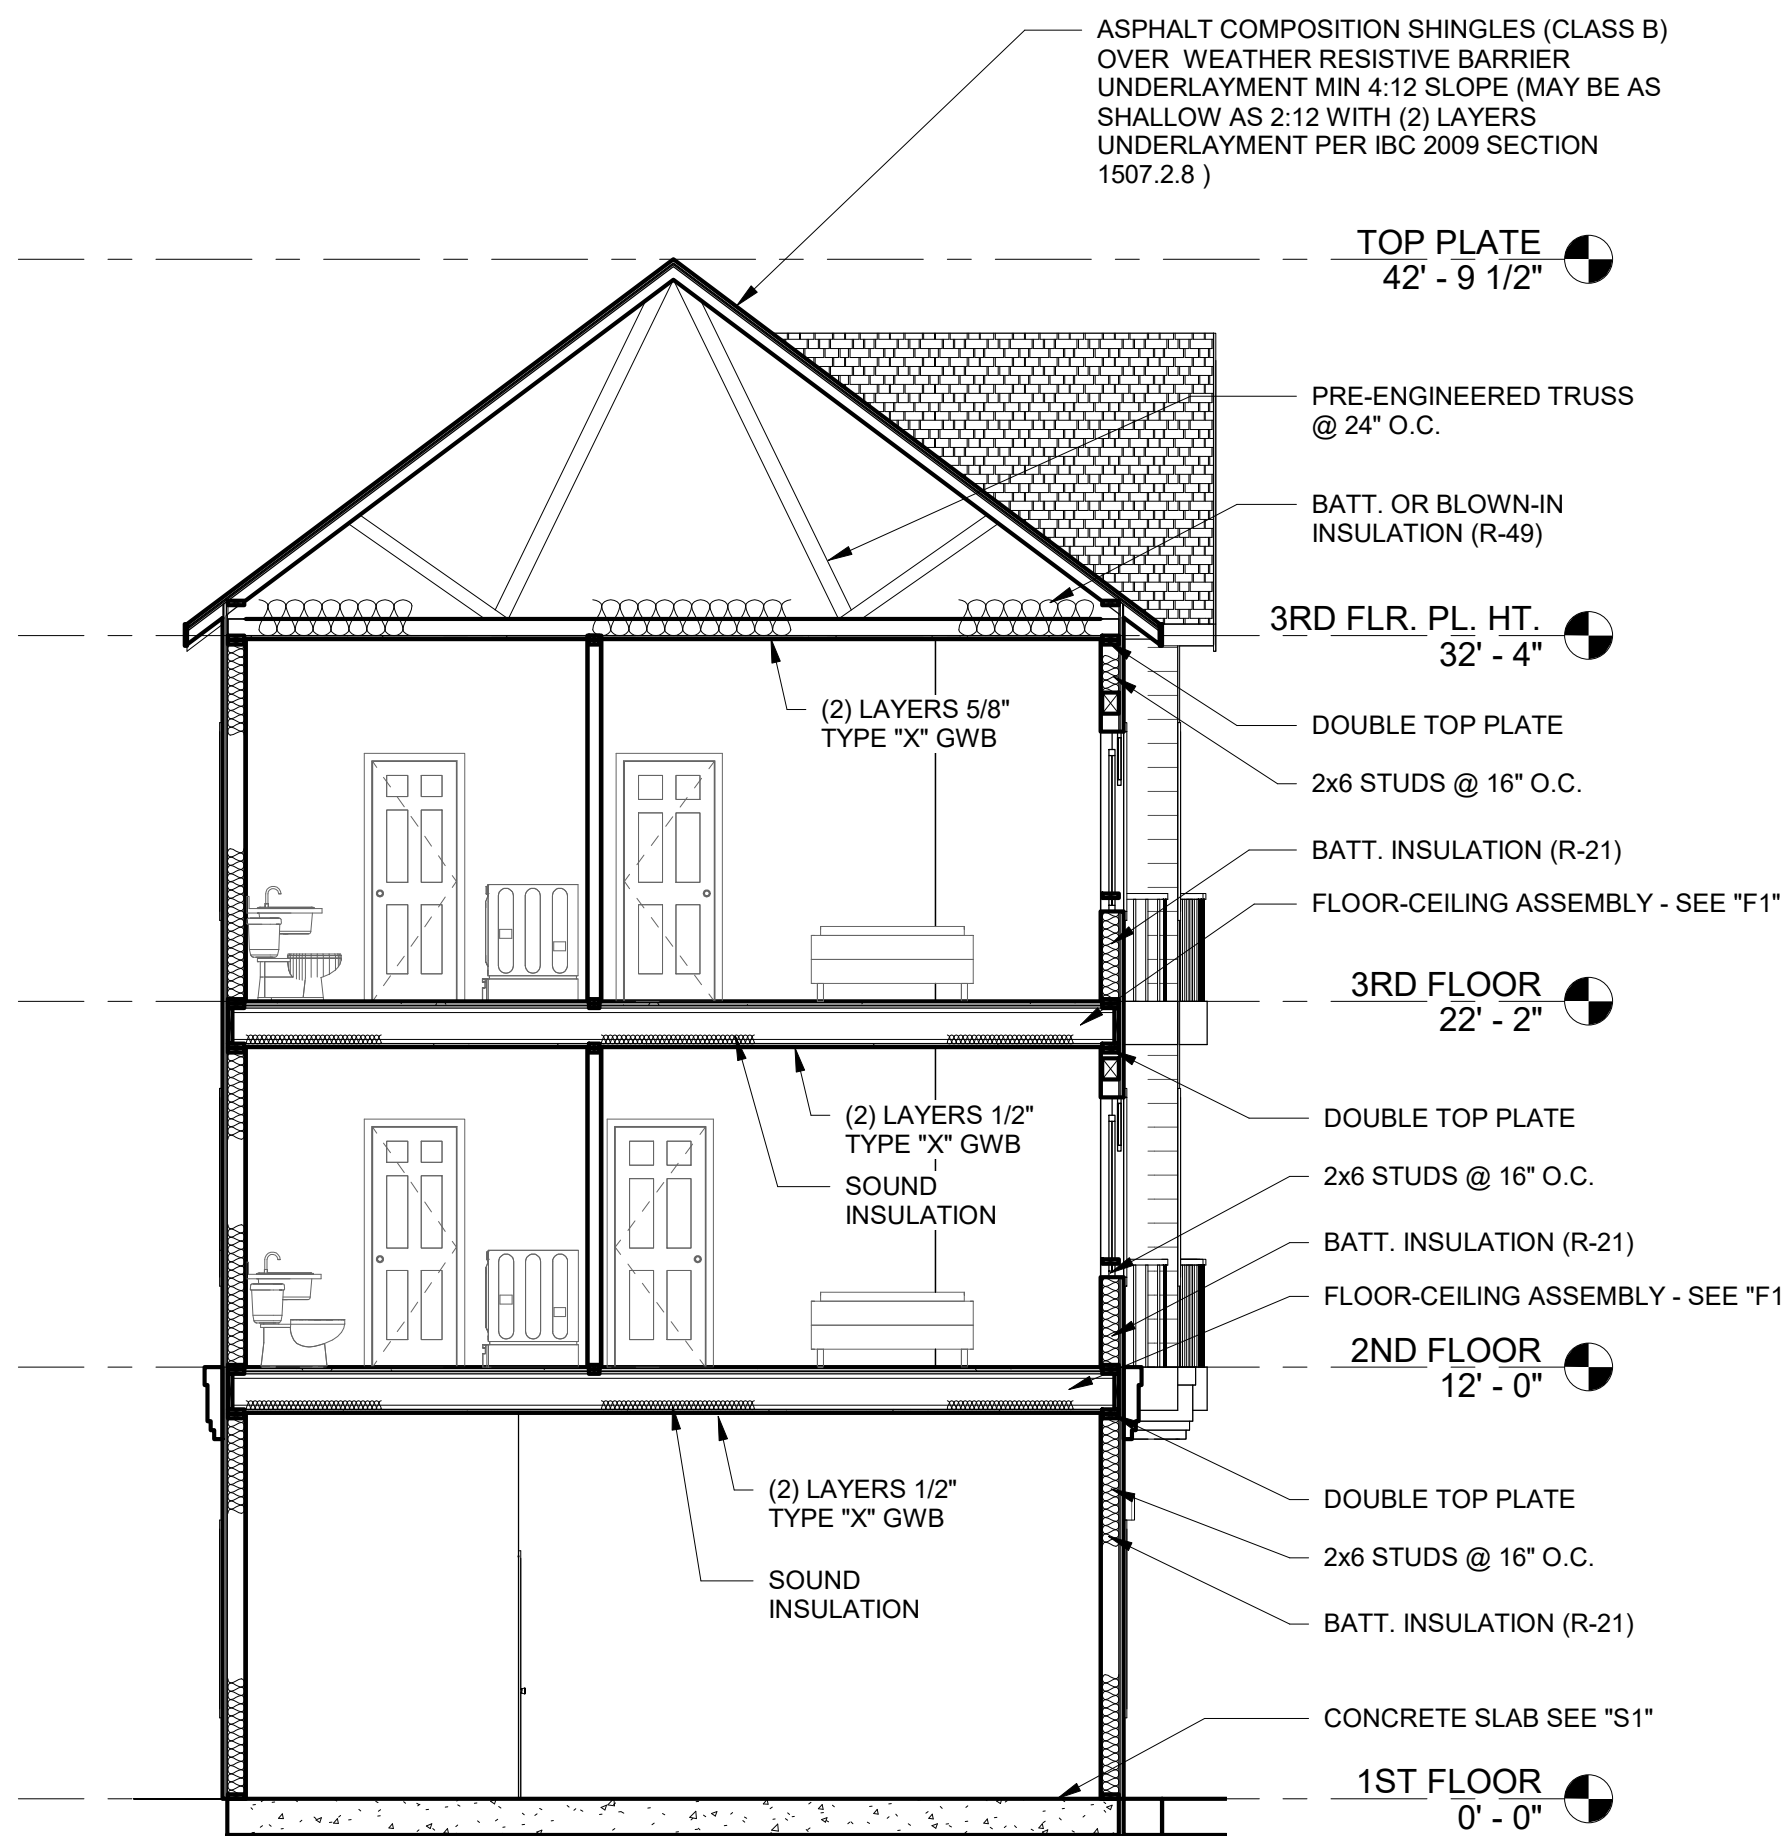 ASPHALT COMPOSITION SHINGLES (CLASS B)
OVER WEATHER RESISTIVE BARRIER
UNDERLAYMENT MIN 4:12 SLOPE (MAY BE AS
SHALLOW AS 2:12 WITH (2) LAYERS
UNDERLAYMENT PER IBC 2009 SECTION
1507.2.8 )
TOP PLATE
42' - 9 1/2"
PRE-ENGINEERED TRUSS
@ 24" O.C.
BATT. OR BLOWN-IN
INSULATION (R-49)
3RD FLR. PL. HT.
32' - 4"
(2) LAYERS 5/8"
TYPE "X" GWB
DOUBLE TOP PLATE
2x6 STUDS @ 16" O.C.
BATT. INSULATION (R-21)
FLOOR-CEILING ASSEMBLY - SEE "F1"
3RD FLOOR
22' - 2"
(2) LAYERS 1/2"
TYPE "X" GWB
SOUND
INSULATION
DOUBLE TOP PLATE
2x6 STUDS @ 16" O.C.
BATT. INSULATION (R-21)
FLOOR-CEILING ASSEMBLY - SEE "F1
2ND FLOOR
12' - 0"
(2) LAYERS 1/2"
TYPE "X" GWB
SOUND
INSULATION
DOUBLE TOP PLATE
2x6 STUDS @ 16" O.C.
BATT. INSULATION (R-21)
CONCRETE SLAB SEE "S1"
1ST FLOOR
0' - 0"